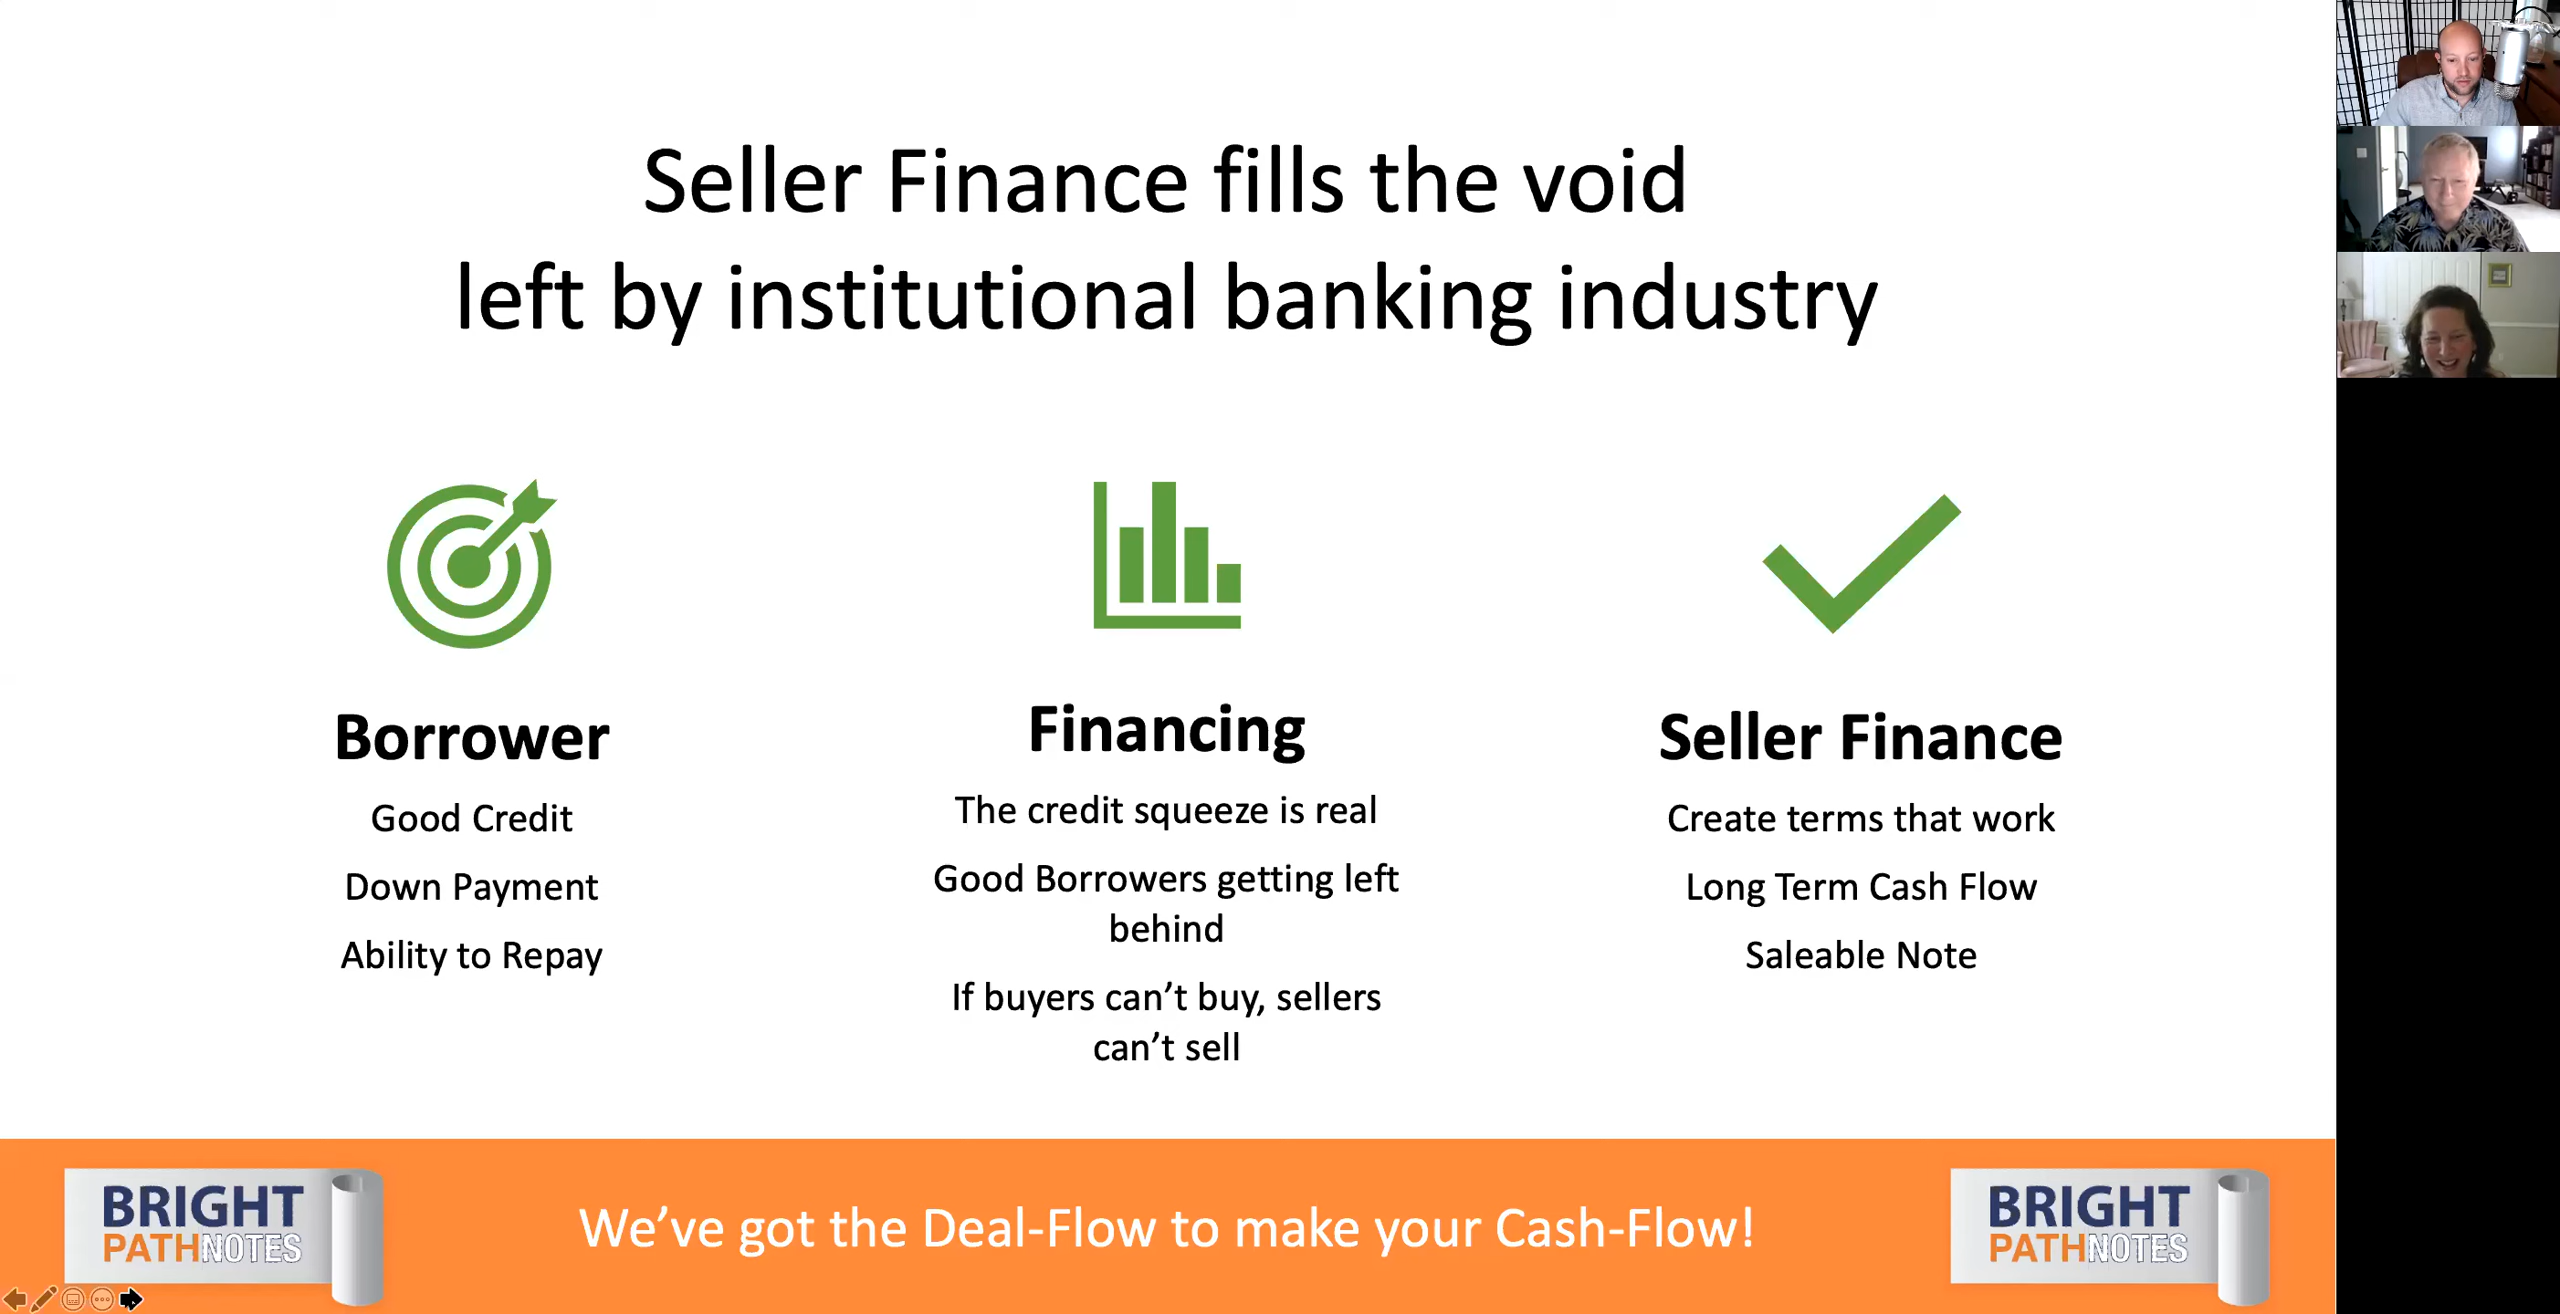 Seller Finance fills the void
left by institutional banking industry
Borrower
Good Credit
Down Payment
Ability to Repay
Financing
The credit squeeze is real
Good Borrowers getting left
behind
If buyers can’t buy, sellers
can’t sell
Seller Finance
Create terms that work
Long Term Cash Flow
Saleable Note
BRIGHT
PATHNOTES
We’ve got the Deal-Flow to make your Cash-Flow!
BRIGHT
PATHNOTES